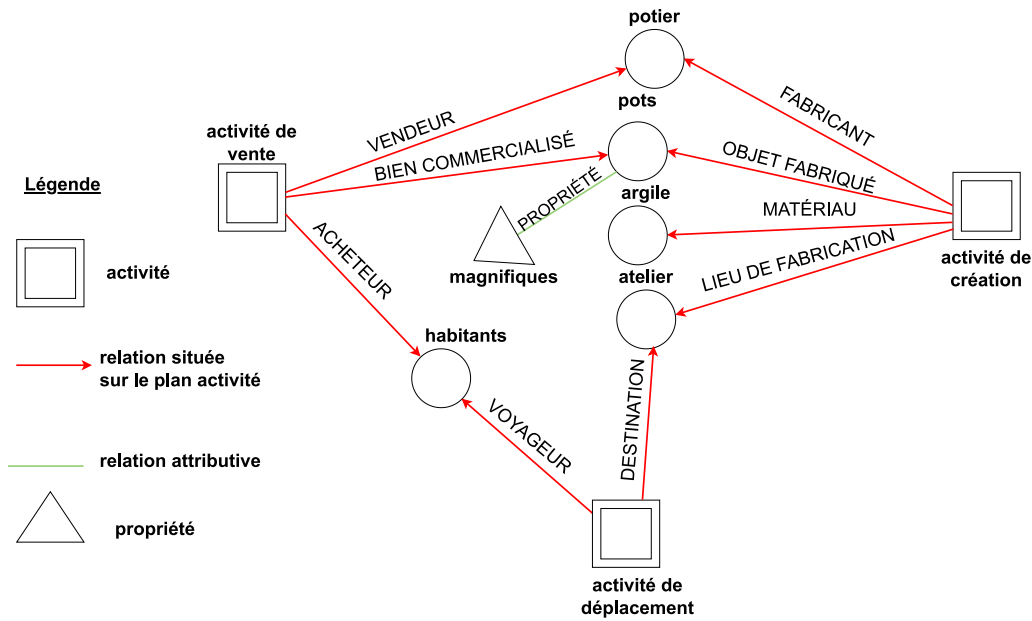 potier
pots
FABRICANT
VENDEUR
activité de
vente
BIEN COMMERCIALISÉ
OBJET FABRIQUÉ
Légende
PROPRIÉTÉ
argile
MATÉRIAU
ACHETEUR
LIEU DE FABRICATION
activité
magnifiques
atelier
activité de
création
habitants
relation située
sur le plan activité
DESTINATION
VOYAGEUR
relation attributive
propriété
activité de
déplacement